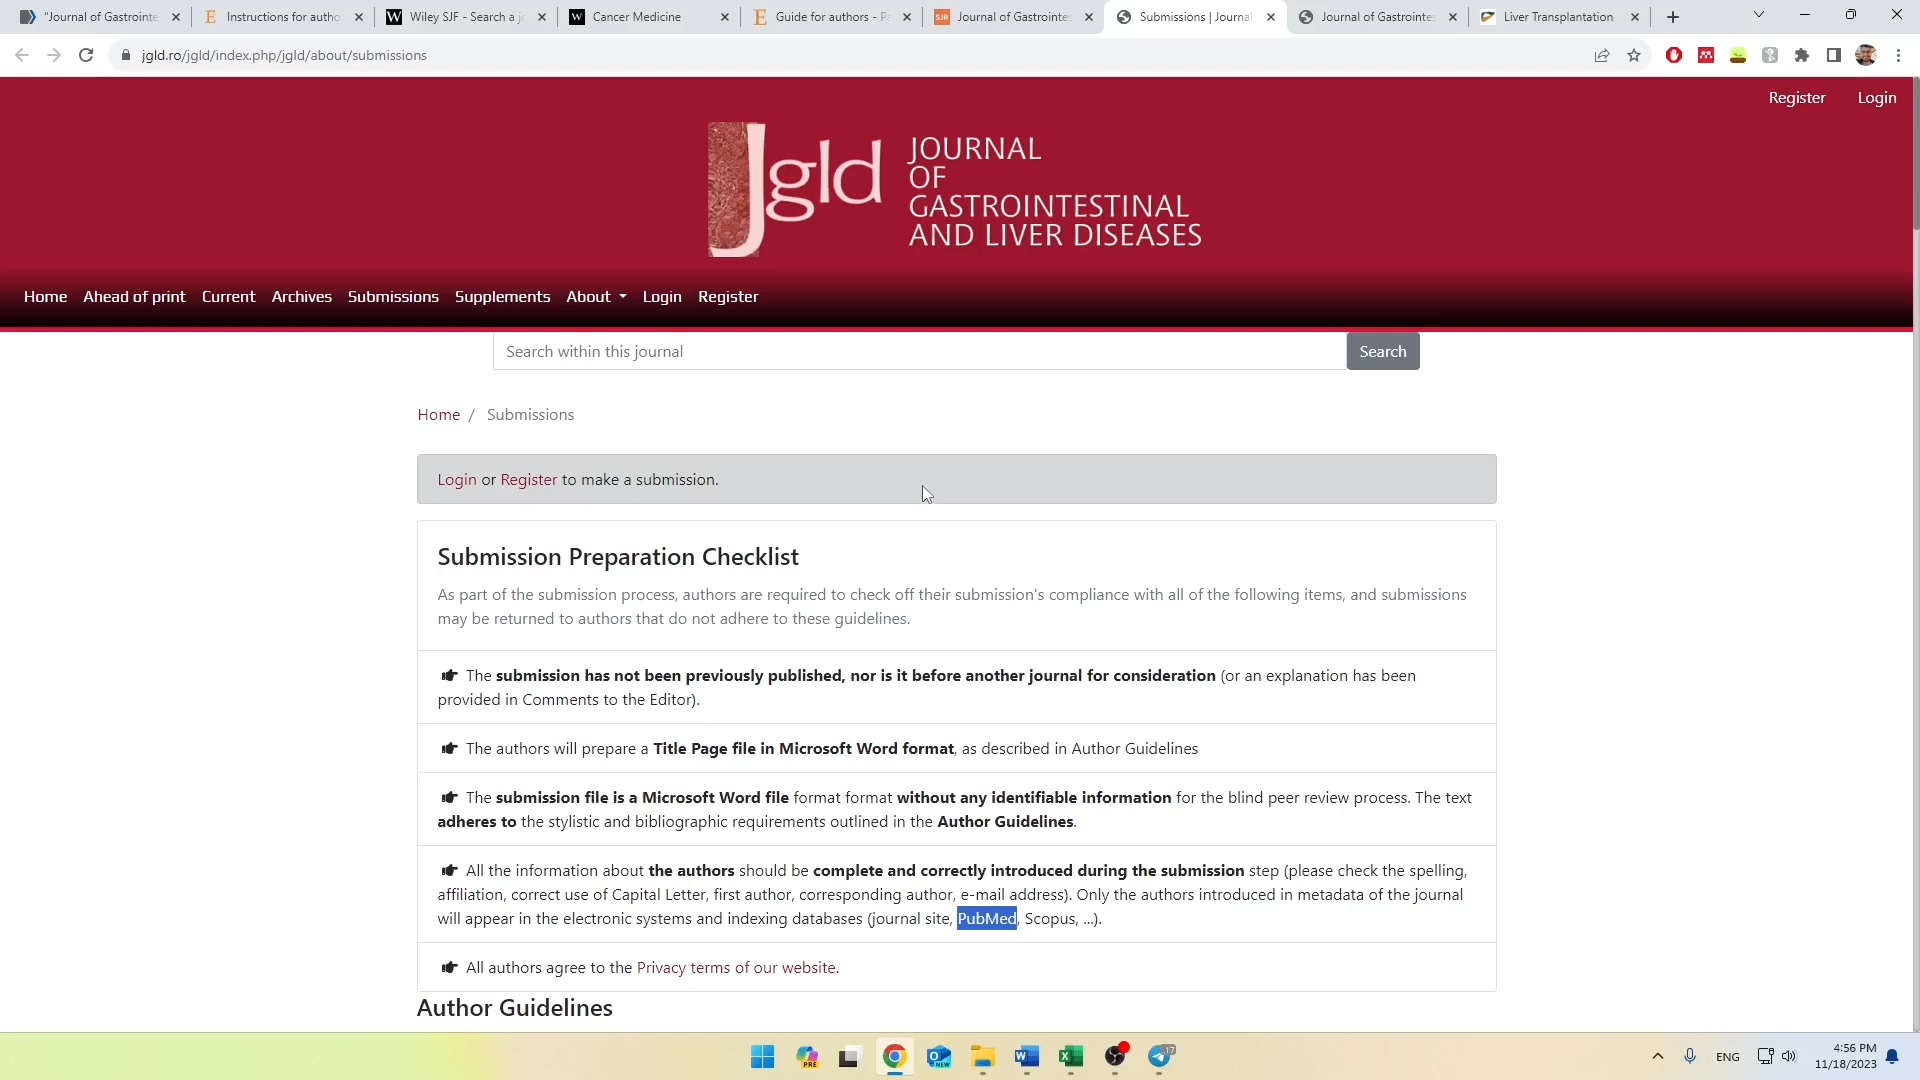 "Journal of Gastrointe
Instructions for autho
Wiley SJF - Search a jo
Cancer Medicine
Guide for authors - Pa
Journal of Gastrointes
Submissions | Journal
Journal of Gastrointes
Liver Transplantation
jgld.ro/jgld/index.php/jgld/about/submissions
Register
Login
Jgld
JOURNAL
OF
GASTROINTESTINAL
AND LIVER DISEASES
Home
Ahead of print
Current
Archives
Submissions
Supplements
About
Login
Register
Search within this journal
Search
Home / Submissions
Login or Register to make a submission.
Submission Preparation Checklist
As part of the submission process, authors are required to check off their submission's compliance with all of the following items, and submissions
may be returned to authors that do not adhere to these guidelines.
The submission has not been previously published, nor is it before another journal for consideration (or an explanation has been
provided in Comments to the Editor).
The authors will prepare a Title Page file in Microsoft Word format, as described in Author Guidelines
The submission file is a Microsoft Word file format format without any identifiable information for the blind peer review process. The text
adheres to the stylistic and bibliographic requirements outlined in the Author Guidelines.
All the information about the authors should be complete and correctly introduced during the submission step (please check the spelling,
affiliation, correct use of Capital Letter, first author, corresponding author, e-mail address). Only the authors introduced in metadata of the journal
will appear in the electronic systems and indexing databases (journal site, PubMed, Scopus, ...).
All authors agree to the Privacy terms of our website.
Author Guidelines
ENG
4:56 PM
11/18/2023
PRE
NEW
17